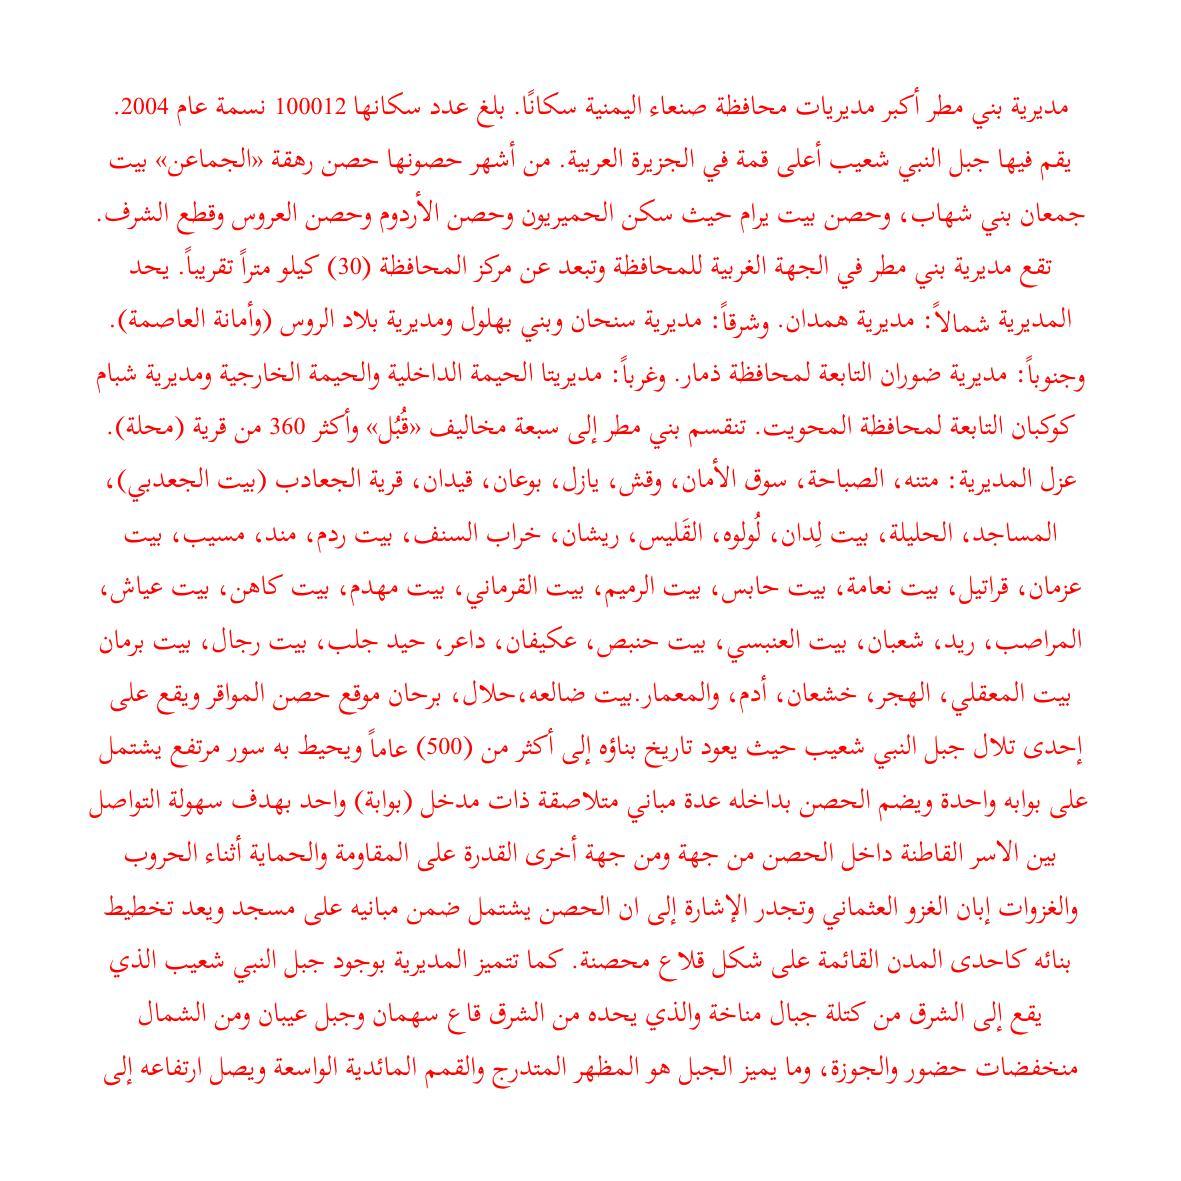 مديرية بني مطر أكبر مديريات محافظة صنعاء اليمنية سكانًا. بلغ عدد سكانها 100012 نسمة عام 2004.
يقم فيها جبل النبي شعيب أعلى قمة في الجزيرة العربية. من أشهر حصونها حصن رهقة «الجماعن» بيت
جمعان بني شهاب، وحصن بيت يرام حيث سكن الحميريون وحصن الأردوم وحصن العروس وقطع الشرف.
تقع مديرية بني مطر في الجهة الغربية للمحافظة وتبعد عن مركز المحافظة (30) كيلو متراً تقريباً. يحد
المديرية شمالاً: مديرية همدان. وشرقاً: مديرية سنحان وبني بهلول ومديرية بلاد الروس (وأمانة العاصمة).
وجنوباً: مديرية ضوران التابعة لمحافظة ذمار. وغرباً: مديريتا الحيمة الداخلية والحيمة الخارجية ومديرية شبام
كوكبان التابعة لمحافظة المحويت. تنقسم بني مطر إلى سبعة مخاليف «قُبُل» وأكثر 360 من قرية (محلة).
عزل المديرية: متنه، الصباحة، سوق الأمان، وقش، يازل، بوعان، قيدان، قرية الجعادب (بيت الجعدبي)،
المساجد، الحليلة، بيت لِدان، لُولوه، القَليس، ريشان، خراب السنف، بيت ردم، مند، مسيب، بيت
عزمان، قراتيل، بيت نعامة، بيت حابس، بيت الرميم، بيت القرماني، بيت مهدم، بيت كاهن، بيت عياش،
المراصب، ريد، شعبان، بيت العنبسي، بيت حنبص، عكيفان، داعر، حيد جلب، بيت رجال، بيت برمان
بيت المعقلي، الهجر، خشعان، أدم، والمعمار.بيت ضالعه،حلال، برحان موقع حصن المواقر ويقع على
إحدى تلال جبل النبي شعيب حيث يعود تاريخ بناؤه إلى أكثر من (500) عاماً ويحيط به سور مرتفع يشتمل
على بوابه واحدة ويضم الحصن بداخله عدة مباني متلاصقة ذات مدخل (بوابة) واحد بهدف سهولة التواصل
بين الاسر القاطنة داخل الحصن من جهة ومن جهة أخرى القدرة على المقاومة والحماية أثناء الحروب
والغزوات إبان الغزو العثماني وتجدر الإشارة إلى ان الحصن يشتمل ضمن مبانيه على مسجد ويعد تخطيط
بنائه كاحدى المدن القائمة على شكل قلاع محصنة. كما تتميز المديرية بوجود جبل النبي شعيب الذي
يقع إلى الشرق من كتلة جبال مناخة والذي يحده من الشرق قاع سهمان وجبل عيبان ومن الشمال
منخفضات حضور والجوزة، وما يميز الجبل هو المظهر المتدرج والقمم المائدية الواسعة ويصل ارتفاعه إلى